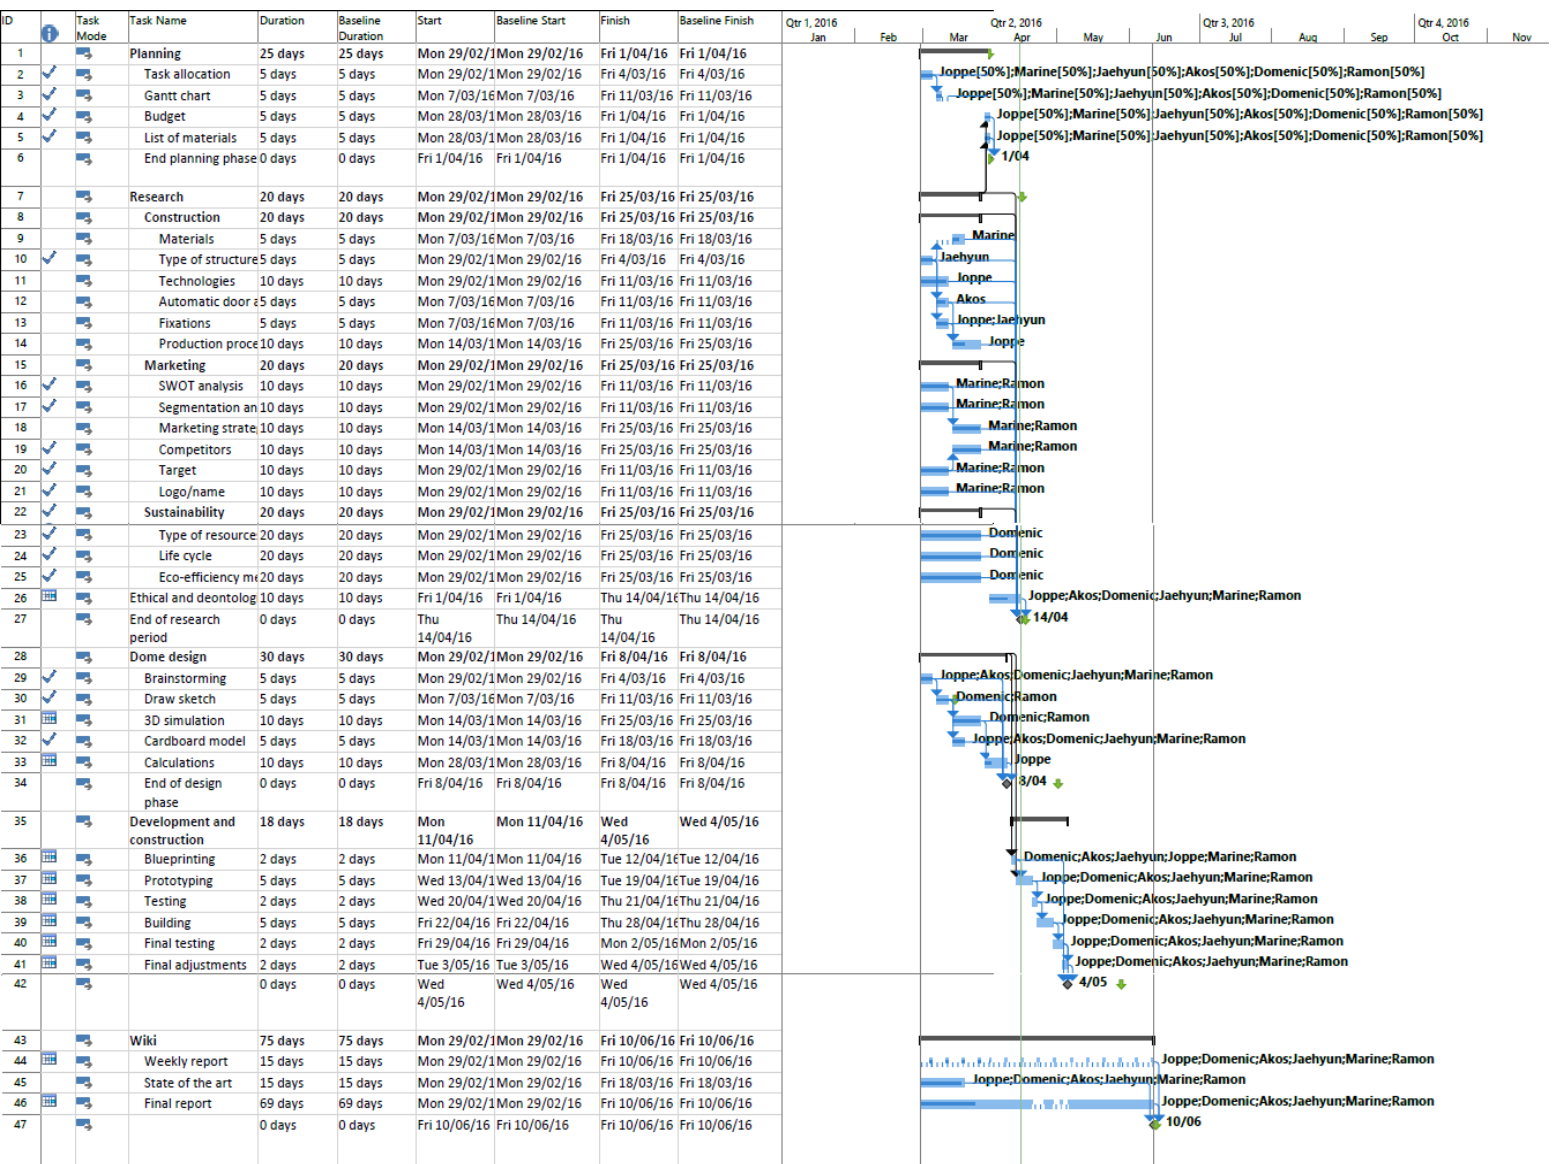 ID Task Mode Task Name Duration Baseline Duration Start Baseline Start Finish Baseline Finish
Qtr 1, 2016 Qtr 2, 2016 Qtr 3, 2016 Qtr 4, 2016
Jan Feb Mar Apr May Jun Jul Aug Sep Oct Nov
1 Planning 25 days 25 days Mon 29/02/1 Mon 29/02/16 Fri 1/04/16 Fri 1/04/16
2 Task allocation 5 days 5 days Mon 29/02/1 Mon 29/02/16 Fri 4/03/16 Fri 4/03/16 Joppe[50%];Marine[50%];Jaehyun[50%];Akos[50%];Domenic[50%];Ramon[50%]
3 Gantt chart 5 days 5 days Mon 7/03/16 Mon 7/03/16 Fri 11/03/16 Fri 11/03/16 Joppe[50%];Marine[50%];Jaehyun[50%];Akos[50%];Domenic[50%];Ramon[50%]
4 Budget 5 days 5 days Mon 28/03/1 Mon 28/03/16 Fri 1/04/16 Fri 1/04/16 Joppe[50%];Marine[50%];Jaehyun[50%];Akos[50%];Domenic[50%];Ramon[50%]
5 List of materials 5 days 5 days Mon 28/03/1 Mon 28/03/16 Fri 1/04/16 Fri 1/04/16 Joppe[50%];Marine[50%];Jaehyun[50%];Akos[50%];Domenic[50%];Ramon[50%]
6 End planning phase 0 days 0 days Fri 1/04/16 Fri 1/04/16 Fri 1/04/16 Fri 1/04/16 1/04
7 Research 20 days 20 days Mon 29/02/1 Mon 29/02/16 Fri 25/03/16 Fri 25/03/16
8 Construction 20 days 20 days Mon 29/02/1 Mon 29/02/16 Fri 25/03/16 Fri 25/03/16
9 Materials 5 days 5 days Mon 7/03/16 Mon 7/03/16 Fri 18/03/16 Fri 18/03/16 Marine
10 Type of structure 5 days 5 days Mon 29/02/1 Mon 29/02/16 Fri 4/03/16 Fri 4/03/16 Jaehyun
11 Technologies 10 days 10 days Mon 29/02/1 Mon 29/02/16 Fri 11/03/16 Fri 11/03/16 Joppe
12 Automatic door 5 days 5 days Mon 7/03/16 Mon 7/03/16 Fri 11/03/16 Fri 11/03/16 Akos
13 Fixations 5 days 5 days Mon 7/03/16 Mon 7/03/16 Fri 11/03/16 Fri 11/03/16 Joppe;Jaehyun
14 Production proce 10 days 10 days Mon 14/03/1 Mon 14/03/16 Fri 25/03/16 Fri 25/03/16 Joppe
15 Marketing 20 days 20 days Mon 29/02/1 Mon 29/02/16 Fri 25/03/16 Fri 25/03/16
16 SWOT analysis 10 days 10 days Mon 29/02/1 Mon 29/02/16 Fri 11/03/16 Fri 11/03/16 Marine;Ramon
17 Segmentation an 10 days 10 days Mon 29/02/1 Mon 29/02/16 Fri 11/03/16 Fri 11/03/16 Marine;Ramon
18 Marketing strate 10 days 10 days Mon 14/03/1 Mon 14/03/16 Fri 25/03/16 Fri 25/03/16 Marine;Ramon
19 Competitors 10 days 10 days Mon 14/03/1 Mon 14/03/16 Fri 25/03/16 Fri 25/03/16 Marine;Ramon
20 Target 10 days 10 days Mon 29/02/1 Mon 29/02/16 Fri 11/03/16 Fri 11/03/16 Marine;Ramon
21 Logo/name 10 days 10 days Mon 29/02/1 Mon 29/02/16 Fri 11/03/16 Fri 11/03/16 Marine;Ramon
22 Sustainability 20 days 20 days Mon 29/02/1 Mon 29/02/16 Fri 25/03/16 Fri 25/03/16
23 Type of resource 20 days 20 days Mon 29/02/1 Mon 29/02/16 Fri 25/03/16 Fri 25/03/16 Domenic
24 Life cycle 20 days 20 days Mon 29/02/1 Mon 29/02/16 Fri 25/03/16 Fri 25/03/16 Domenic
25 Eco-efficiency me 20 days 20 days Mon 29/02/1 Mon 29/02/16 Fri 25/03/16 Fri 25/03/16 Domenic
26 Ethical and deontolog 10 days 10 days Fri 1/04/16 Fri 1/04/16 Thu 14/04/16 Thu 14/04/16 Joppe;Akos;Domenic;Jaehyun;Marine;Ramon
27 End of research period 0 days 0 days Thu 14/04/16 Thu 14/04/16 Thu 14/04/16 Thu 14/04/16 14/04
28 Dome design 30 days 30 days Mon 29/02/1 Mon 29/02/16 Fri 8/04/16 Fri 8/04/16
29 Brainstorming 5 days 5 days Mon 29/02/1 Mon 29/02/16 Fri 4/03/16 Fri 4/03/16 Joppe;Akos;Domenic;Jaehyun;Marine;Ramon
30 Draw sketch 5 days 5 days Mon 7/03/16 Mon 7/03/16 Fri 11/03/16 Fri 11/03/16 Domenic;Ramon
31 3D simulation 10 days 10 days Mon 14/03/1 Mon 14/03/16 Fri 25/03/16 Fri 25/03/16 Domenic;Ramon
32 Cardboard model 5 days 5 days Mon 14/03/1 Mon 14/03/16 Fri 18/03/16 Fri 18/03/16 Joppe;Akos;Domenic;Jaehyun;Marine;Ramon
33 Calculations 10 days 10 days Mon 28/03/1 Mon 28/03/16 Fri 8/04/16 Fri 8/04/16 Joppe
34 End of design phase 0 days 0 days Fri 8/04/16 Fri 8/04/16 Fri 8/04/16 Fri 8/04/16 8/04
35 Development and construction 18 days 18 days Mon 11/04/16 Mon 11/04/16 Wed 4/05/16 Wed 4/05/16
36 Blueprinting 2 days 2 days Mon 11/04/1 Mon 11/04/16 Tue 12/04/16 Tue 12/04/16 Domenic;Akos;Jaehyun;Joppe;Marine;Ramon
37 Prototyping 5 days 5 days Wed 13/04/1 Wed 13/04/16 Tue 19/04/16 Tue 19/04/16 Joppe;Domenic;Akos;Jaehyun;Marine;Ramon
38 Testing 2 days 2 days Wed 20/04/1 Wed 20/04/16 Thu 21/04/16 Thu 21/04/16 Joppe;Domenic;Akos;Jaehyun;Marine;Ramon
39 Building 5 days 5 days Fri 22/04/16 Fri 22/04/16 Thu 28/04/16 Thu 28/04/16 Joppe;Domenic;Akos;Jaehyun;Marine;Ramon
40 Final testing 2 days 2 days Fri 29/04/16 Fri 29/04/16 Mon 2/05/16 Mon 2/05/16 Joppe;Domenic;Akos;Jaehyun;Marine;Ramon
41 Final adjustments 2 days 2 days Tue 3/05/16 Tue 3/05/16 Wed 4/05/16 Wed 4/05/16 Joppe;Domenic;Akos;Jaehyun;Marine;Ramon
42 0 days 0 days Wed 4/05/16 Wed 4/05/16 Wed 4/05/16 Wed 4/05/16 4/05
43 Wiki 75 days 75 days Mon 29/02/1 Mon 29/02/16 Fri 10/06/16 Fri 10/06/16
44 Weekly report 15 days 15 days Mon 29/02/1 Mon 29/02/16 Fri 10/06/16 Fri 10/06/16 Joppe;Domenic;Akos;Jaehyun;Marine;Ramon
45 State of the art 15 days 15 days Mon 29/02/1 Mon 29/02/16 Fri 18/03/16 Fri 18/03/16 Joppe;Domenic;Akos;Jaehyun;Marine;Ramon
46 Final report 69 days 69 days Mon 29/02/1 Mon 29/02/16 Fri 10/06/16 Fri 10/06/16 Joppe;Domenic;Akos;Jaehyun;Marine;Ramon
47 0 days 0 days Fri 10/06/16 Fri 10/06/16 Fri 10/06/16 Fri 10/06/16 10/06